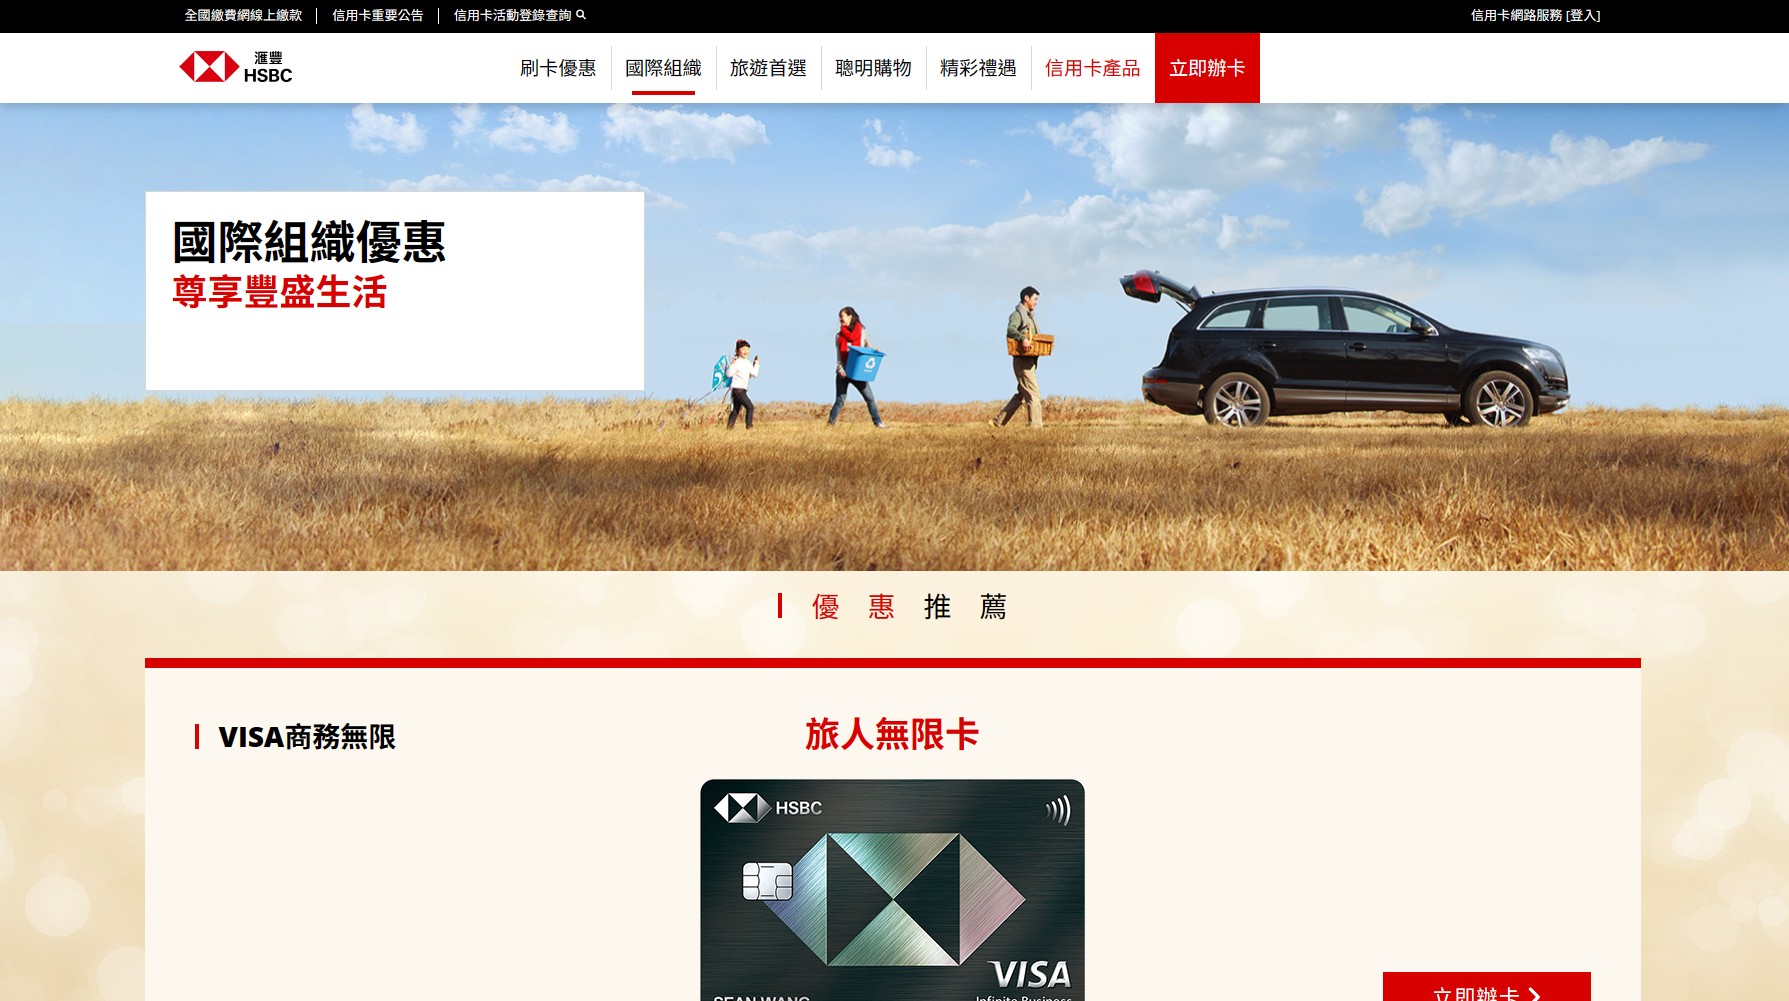 全國繳費網線上繳款
信用卡重要公告
信用卡活動登錄查詢
信用卡網路服務 [登入]
滙豐
HSBC
刷卡優惠
國際組織
旅遊首選
聰明購物
精彩禮遇
信用卡產品
立即辦卡
國際組織優惠
尊享豐盛生活
優惠推薦
VISA商務無限
旅人無限卡
HSBC
VISA
SEAN WANG
Infinite Business
立即辦卡